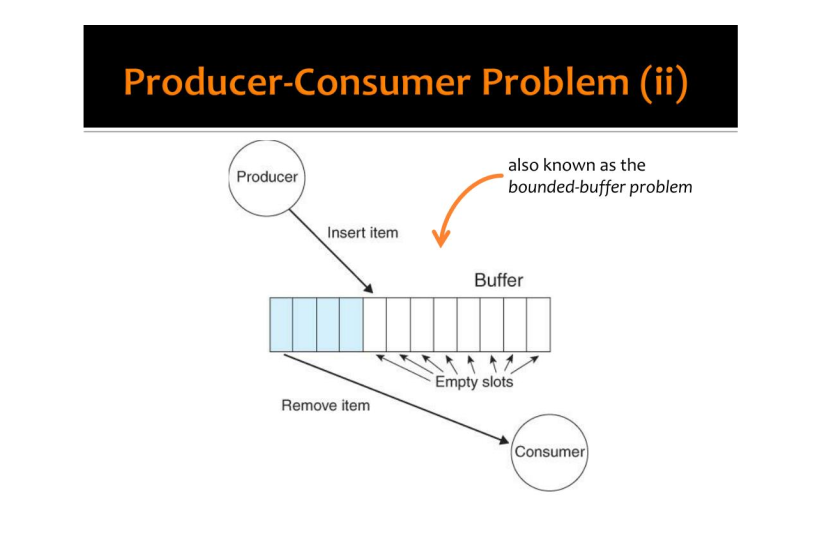 Producer-Consumer Problem (ii)
Producer
also known as the
bounded-buffer problem
Insert item
Buffer
Empty slots
Remove item
Consumer